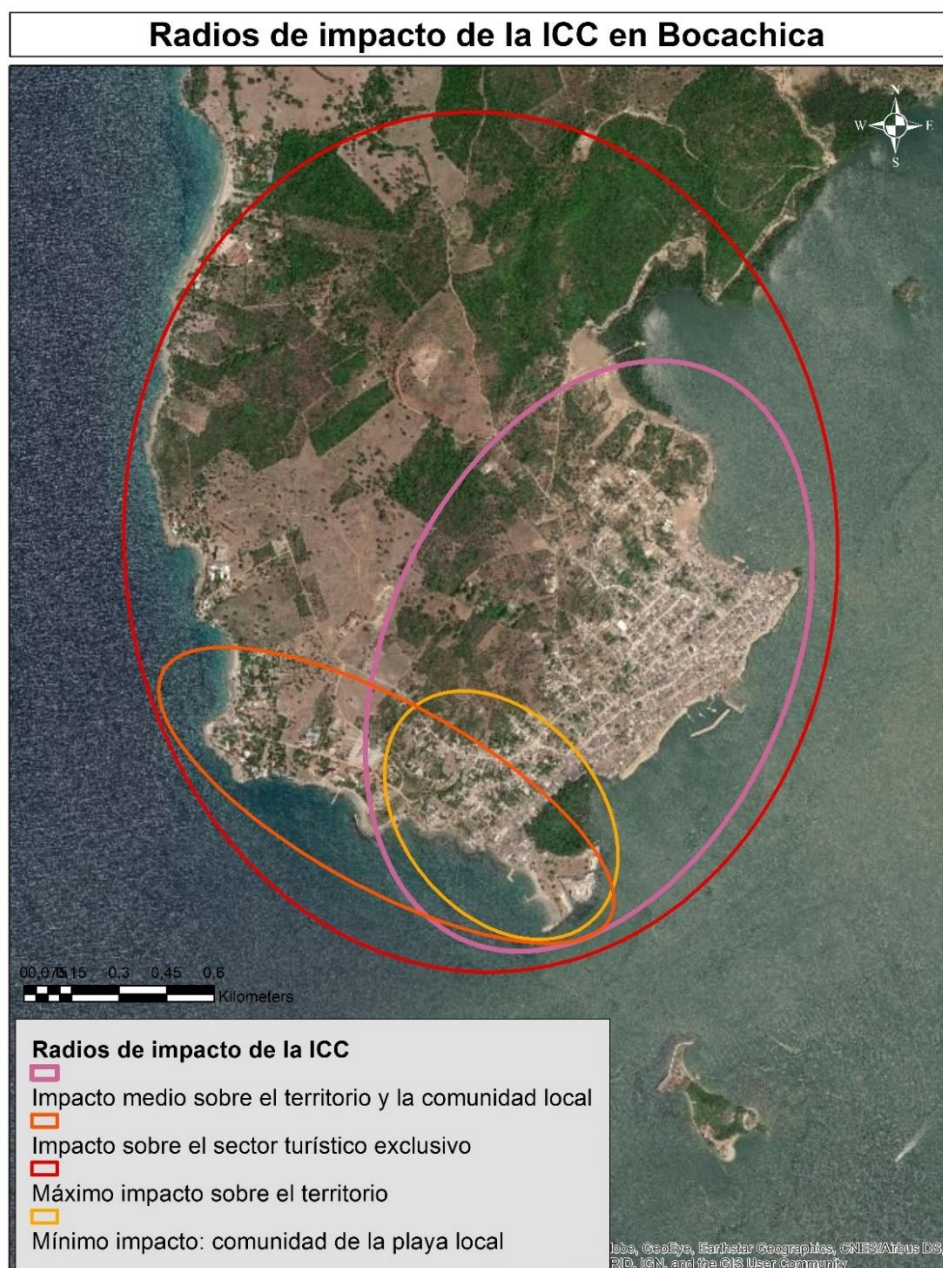 Radios de impacto de la ICC en Bocachica
N
W E
S
0,3 0,45 0,6
Kilometers
Radios de impacto de la ICC
Impacto medio sobre el territorio y la comunidad local
Impacto sobre el sector turístico exclusivo
Máximo impacto sobre el territorio
Mínimo impacto: comunidad de la playa local
GeoEye, Earthstar Geographics, CNES/Airbus DS,
IGN, and the GIS User Community